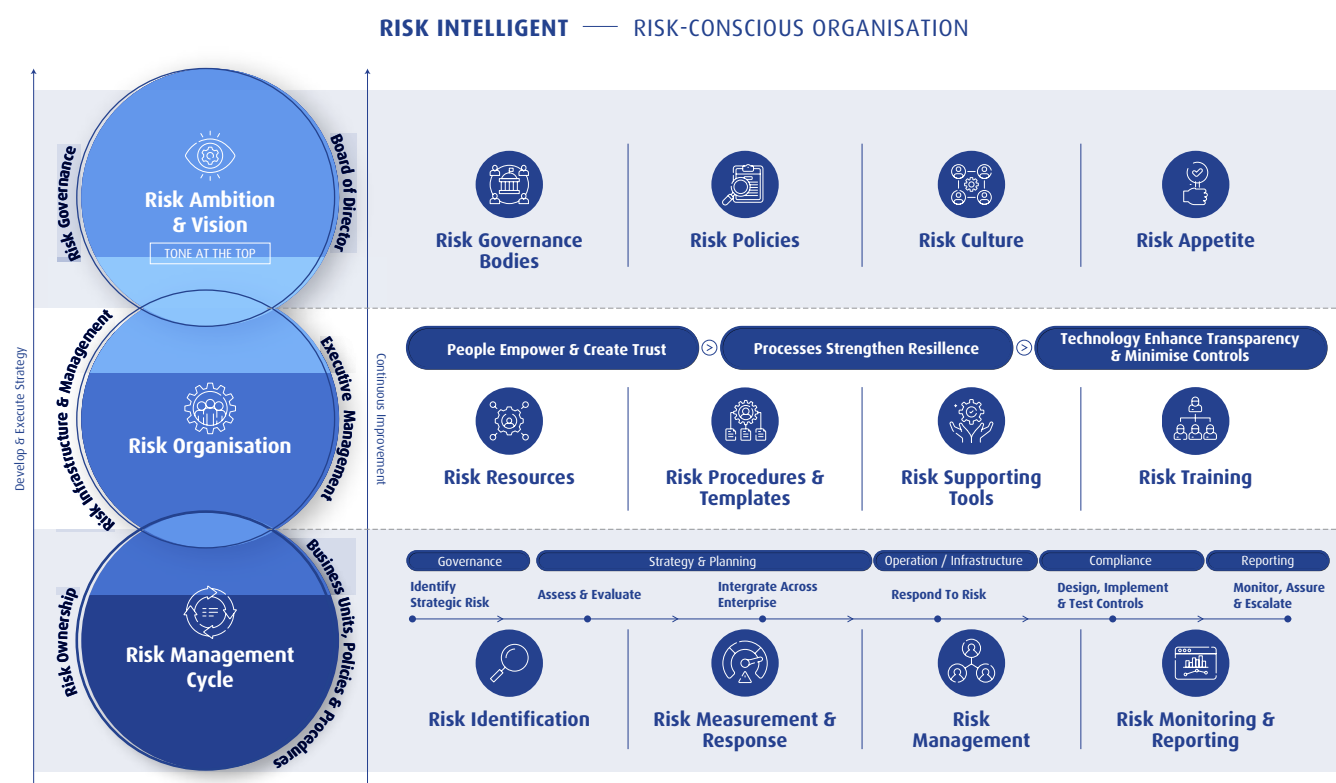 RISK INTELLIGENT — RISK-CONSCIOUS ORGANISATION
Develop & Execute Strategy
Continuous Improvement
Risk Governance
Board of Director
Risk Ambition
& Vision
TONE AT THE TOP
Risk Governance
Bodies
Risk Policies
Risk Culture
Risk Appetite
Risk Infrastructure & Management
Executive Management
Risk Organisation
People Empower & Create Trust
Processes Strengthen Resillence
Technology Enhance Transparency
& Minimise Controls
Risk Resources
Risk Procedures &
Templates
Risk Supporting
Tools
Risk Training
Risk Ownership
Business Units, Policies & Procedures
Risk Management
Cycle
Governance
Strategy & Planning
Operation / Infrastructure
Compliance
Reporting
Identify
Strategic Risk
Assess & Evaluate
Intergrate Across
Enterprise
Respond To Risk
Design, Implement
& Test Controls
Monitor, Assure
& Escalate
Risk Identification
Risk Measurement &
Response
Risk
Management
Risk Monitoring &
Reporting